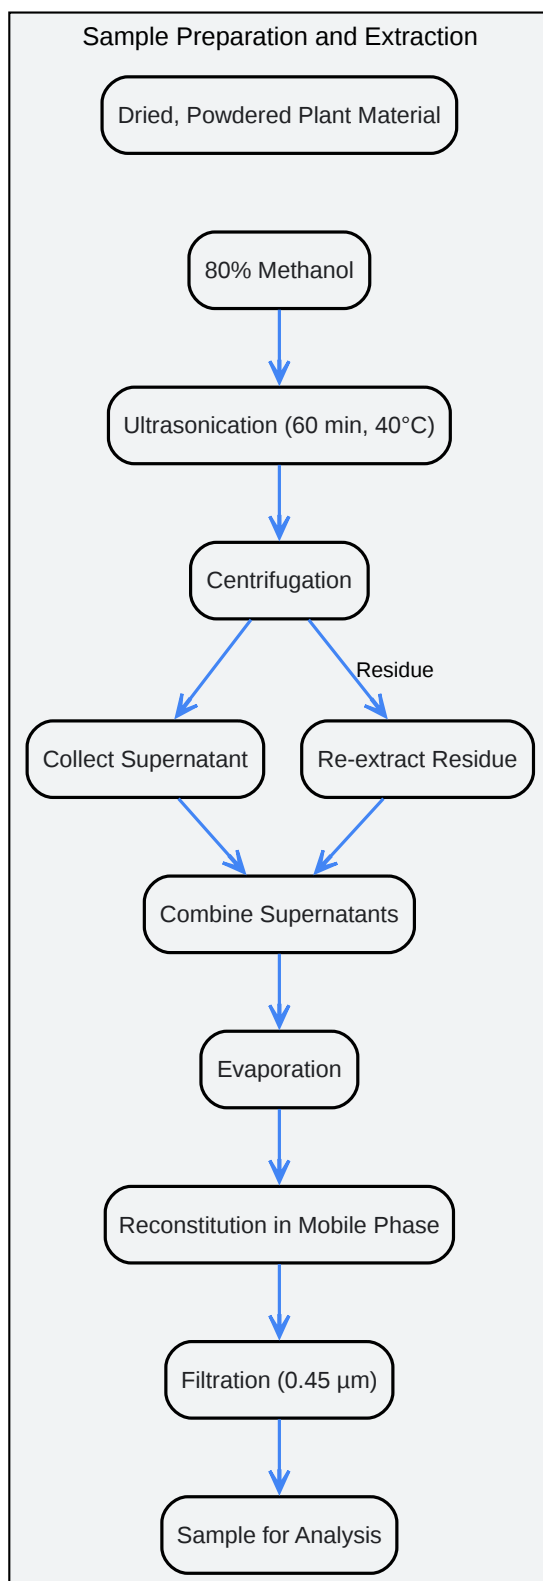 Sample Preparation and Extraction
Dried, Powdered Plant Material
80% Methanol
Ultrasonication (60 min, 40°C)
Centrifugation
Residue
Collect Supernatant
Re-extract Residue
Combine Supernatants
Evaporation
Reconstitution in Mobile Phase
Filtration (0.45 µm)
Sample for Analysis